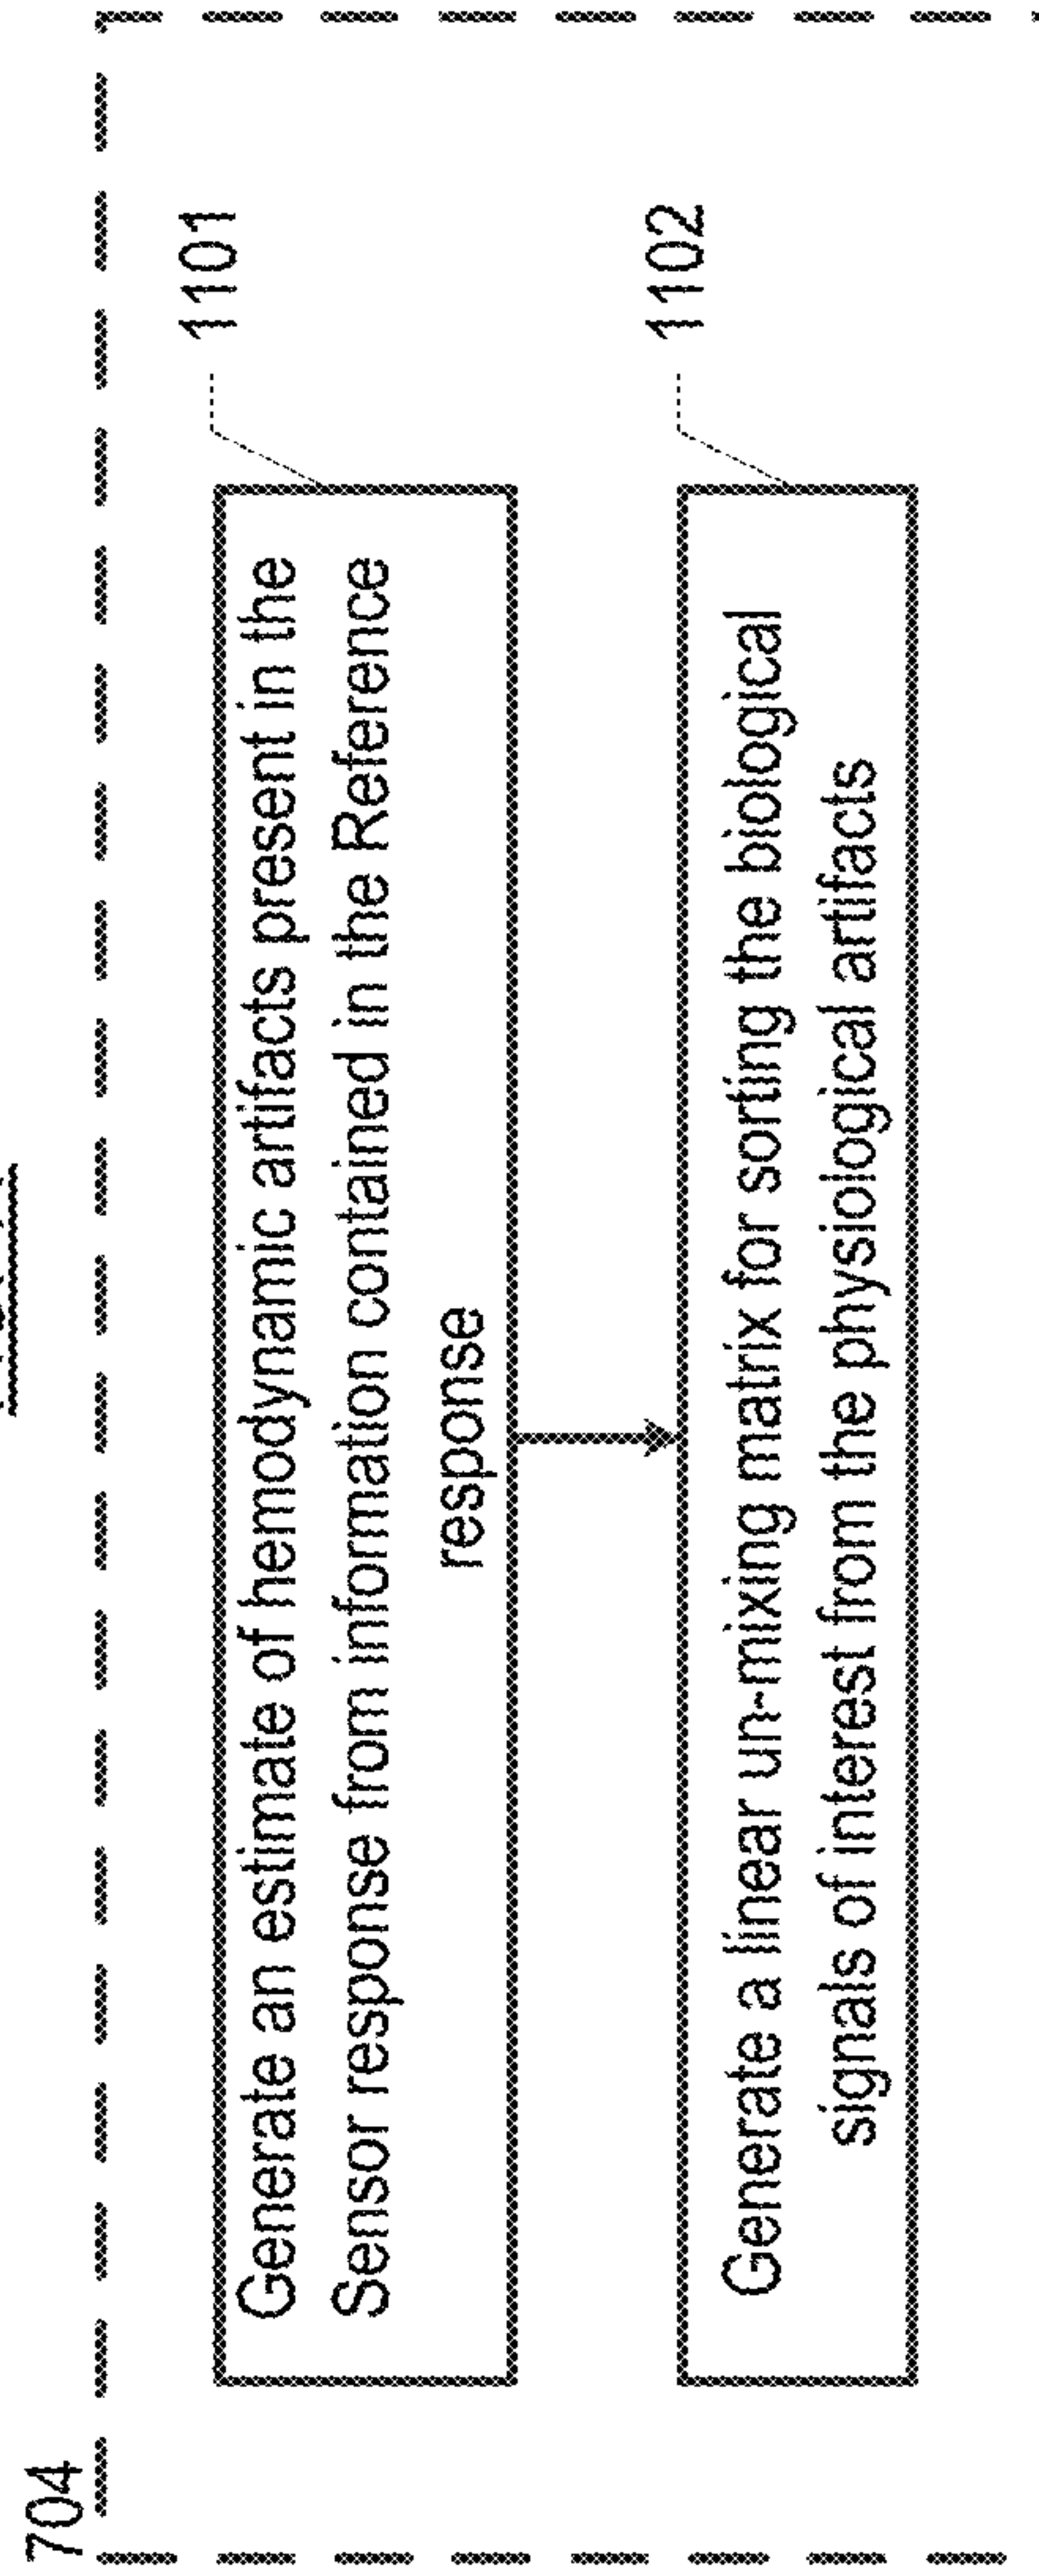 704
1101
Generate an estimate of hemodynamic artifacts present in the
Sensor response from information contained in the Reference
response
1102
Generate a linear un-mixing matrix for sorting the biological
signals of interest from the physiological artifacts